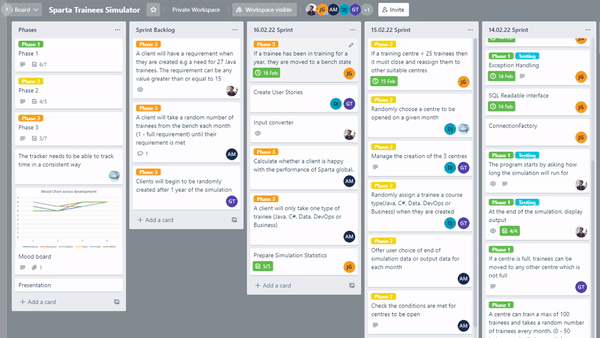 Board
Sparta Trainees Simulator
Private Workspace
Workspace visible
JG
AM
DJ
GT
+1
Invite
Phases
Phase 1
Phase 1
6/7
Phase 2
Phase 2
4/5
Phase 3
Phase 3
5/7
The tracker needs to be able to track
time in a consistent way
Mood Chart across development
Mood board
1
Presentation
+ Add a card
Sprint Backlog
Phase 3
A client will have a requirement when
they are created e.g a need for 27 Java
trainees. The requirement can be any
value greater than or equal to 15
Phase 3
A client will take a random number of
trainees from the bench each month
(1 - full requirement) until their
requirement is met
1
AM
Phase 3
Clients will begin to be randomly
created after 1 year of the simulation
GT
+ Add a card
16.02.22 Sprint
Phase 3
If a trainee has been in training for a
year, they are moved to a bench state
16 Feb
JG
Create User Stories
DJ
GT
Input converter
Phase 3
Calculate whether a client is happy
with the performance of Sparta global.
AM
Phase 3
A client will only take one type of
trainee (Java, C#, Data, DevOps or
Business)
AM
Prepare Simulation Statistics
5/5
JG
+ Add a card
15.02.22 Sprint
If a training centre < 25 trainees then
it must close and reassign them to
other suitable centres
15 Feb
JG
Phase 2
Randomly choose a centre to be
opened on a given month
DJ
Phase 2
Manage the creation of the 3 centres
DJ
GT
Phase 2
Randomly assign a trainee a course
type(Java, C#, Data, DevOps or
Business) when they are created
DJ
GT
Phase 2
Offer user choice of end of
simulation data or output data for
each month
AM
Phase 2
Check the conditions are met for
centres to be open
AM
14.02.22 Sprint
14 Feb
JG
Phase 1
Testing
Exception Handling
14 Feb
JG
SQL Readable interface
14 Feb
JG
ConnectionFactory
JG
Phase 1
Testing
The program starts by asking how
long the simulation will run for
Phase 1
Testing
At the end of the simulation, display
output
4/4
Phase 1
If a centre is full, trainees can be
moved to any other centre which is
not full
GT
Phase 1
A centre can train a max of 100
trainees and takes a random number
of trainees every month. (0 - 50